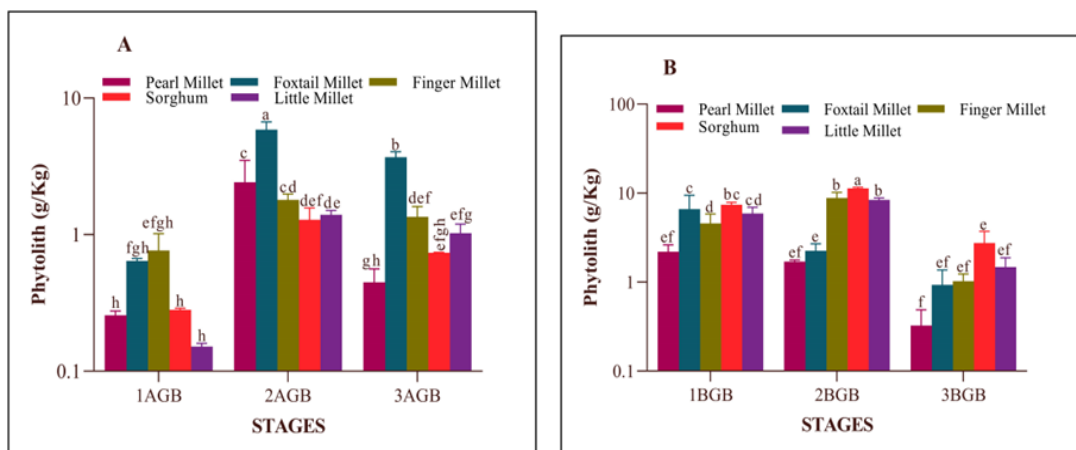 A
Pearl Millet Foxtail Millet Finger Millet
Sorghum Little Millet
Phytolith (g/Kg)
10
1
0.1
h fgh efgh h h
c a cd def de
gh b def efgh efg
1AGB 2AGB 3AGB
STAGES
B
Pearl Millet Foxtail Millet Finger Millet
Sorghum Little Millet
Phytolith (g/Kg)
100
10
1
0.1
ef c d bc cd
ef e b a b
f ef ef e ef
1BGB 2BGB 3BGB
STAGES